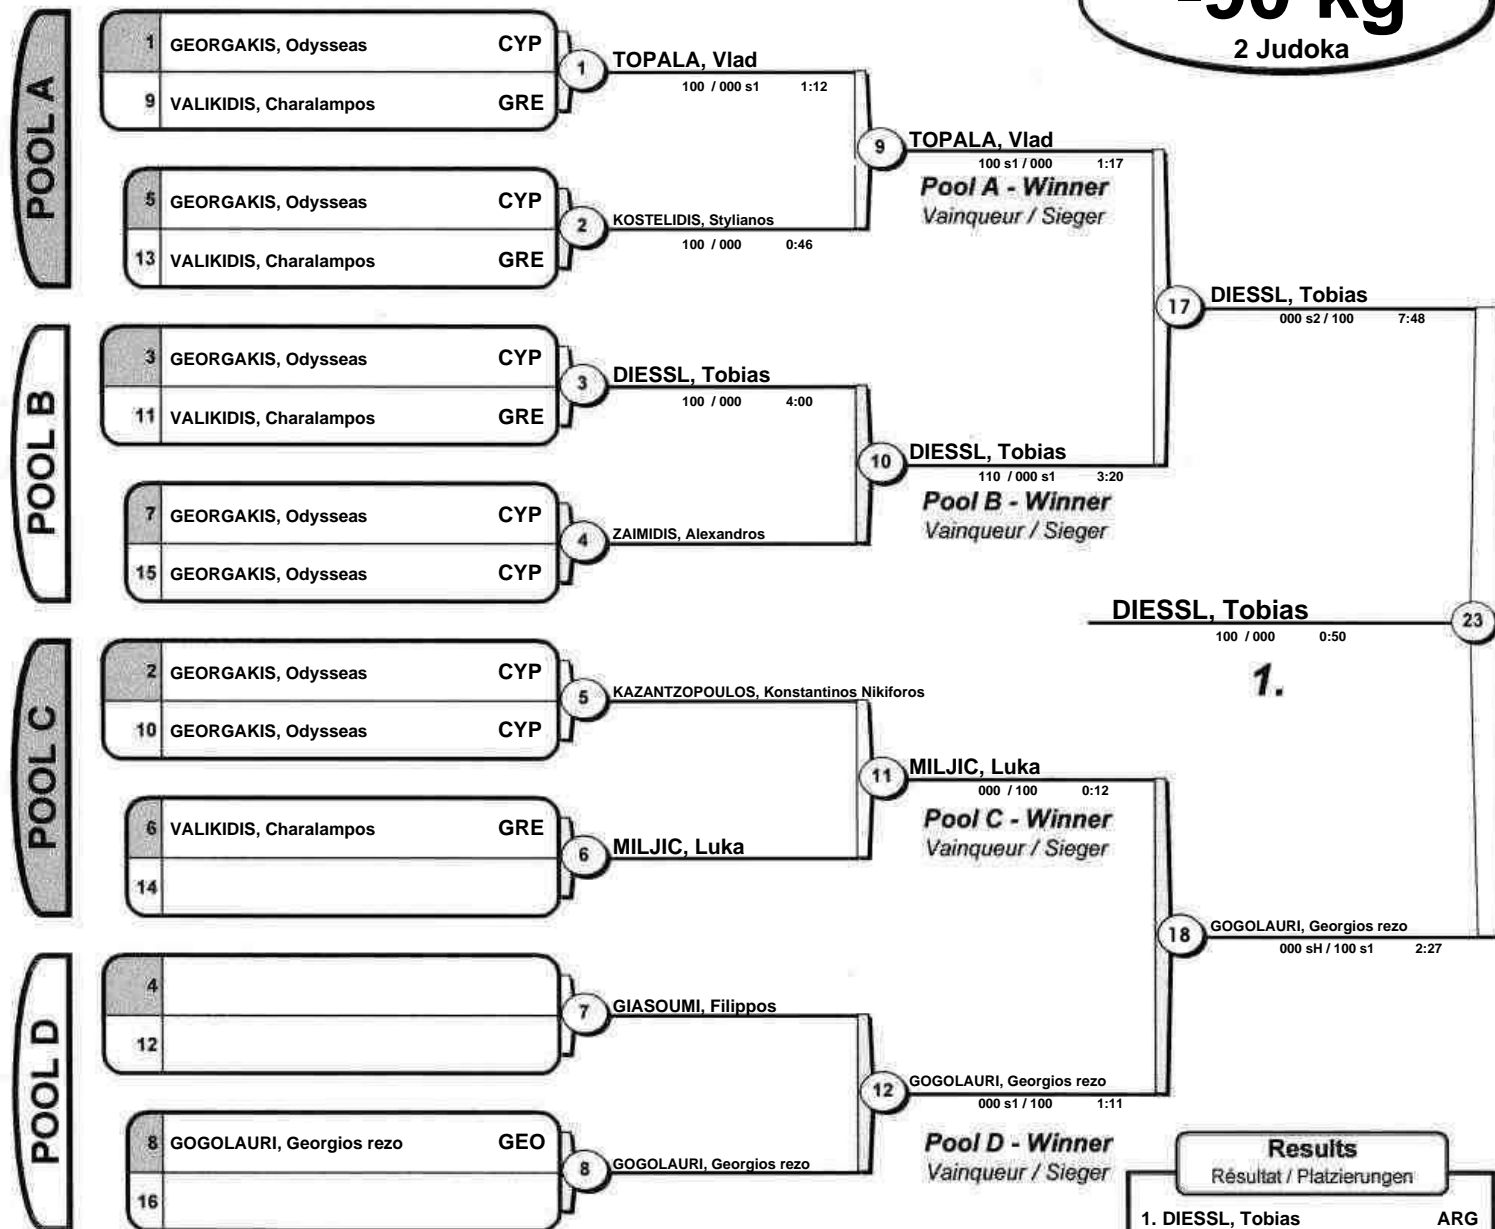 -90 kg
2 Judoka
POOL A
1 GEORGAKIS, Odysseas CYP
9 VALIKIDIS, Charalampos GRE
1
TOPALA, Vlad
100 / 000 s1 1:12
5 GEORGAKIS, Odysseas CYP
13 VALIKIDIS, Charalampos GRE
2
KOSTELIDIS, Stylianos
100 / 000 0:46
9
TOPALA, Vlad
100 s1 / 000 1:17
Pool A - Winner
Vainqueur / Sieger
POOL B
3 GEORGAKIS, Odysseas CYP
11 VALIKIDIS, Charalampos GRE
3
DIESSL, Tobias
100 / 000 4:00
7 GEORGAKIS, Odysseas CYP
15 GEORGAKIS, Odysseas CYP
4
ZAIMIDIS, Alexandros
10
DIESSL, Tobias
110 / 000 s1 3:20
Pool B - Winner
Vainqueur / Sieger
17
DIESSL, Tobias
000 s2 / 100 7:48
DIESSL, Tobias
100 / 000 0:50
23
1.
POOL C
2 GEORGAKIS, Odysseas CYP
10 GEORGAKIS, Odysseas CYP
5
KAZANTZOPOULOS, Konstantinos Nikiforos
6 VALIKIDIS, Charalampos GRE
14
6
MILJIC, Luka
11
MILJIC, Luka
000 / 100 0:12
Pool C - Winner
Vainqueur / Sieger
POOL D
4
12
7
GIASOUMI, Filippos
8 GOGOLAURI, Georgios rezo GEO
16
8
GOGOLAURI, Georgios rezo
12
GOGOLAURI, Georgios rezo
000 s1 / 100 1:11
Pool D - Winner
Vainqueur / Sieger
18
GOGOLAURI, Georgios rezo
000 sH / 100 s1 2:27
Results
Résultat / Platzierungen
1. DIESSL, Tobias ARG